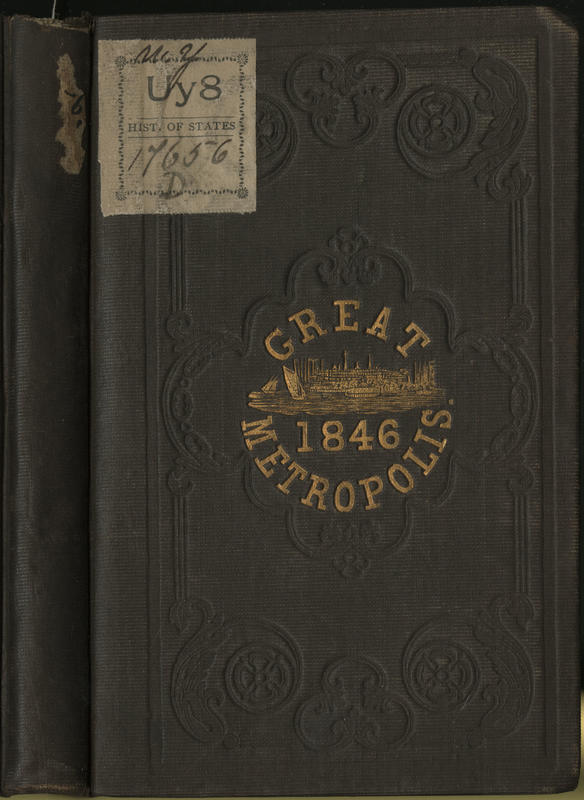 Uy8
HIST. OF STATES
17656
D
GREAT
1846
METROPOLIS.